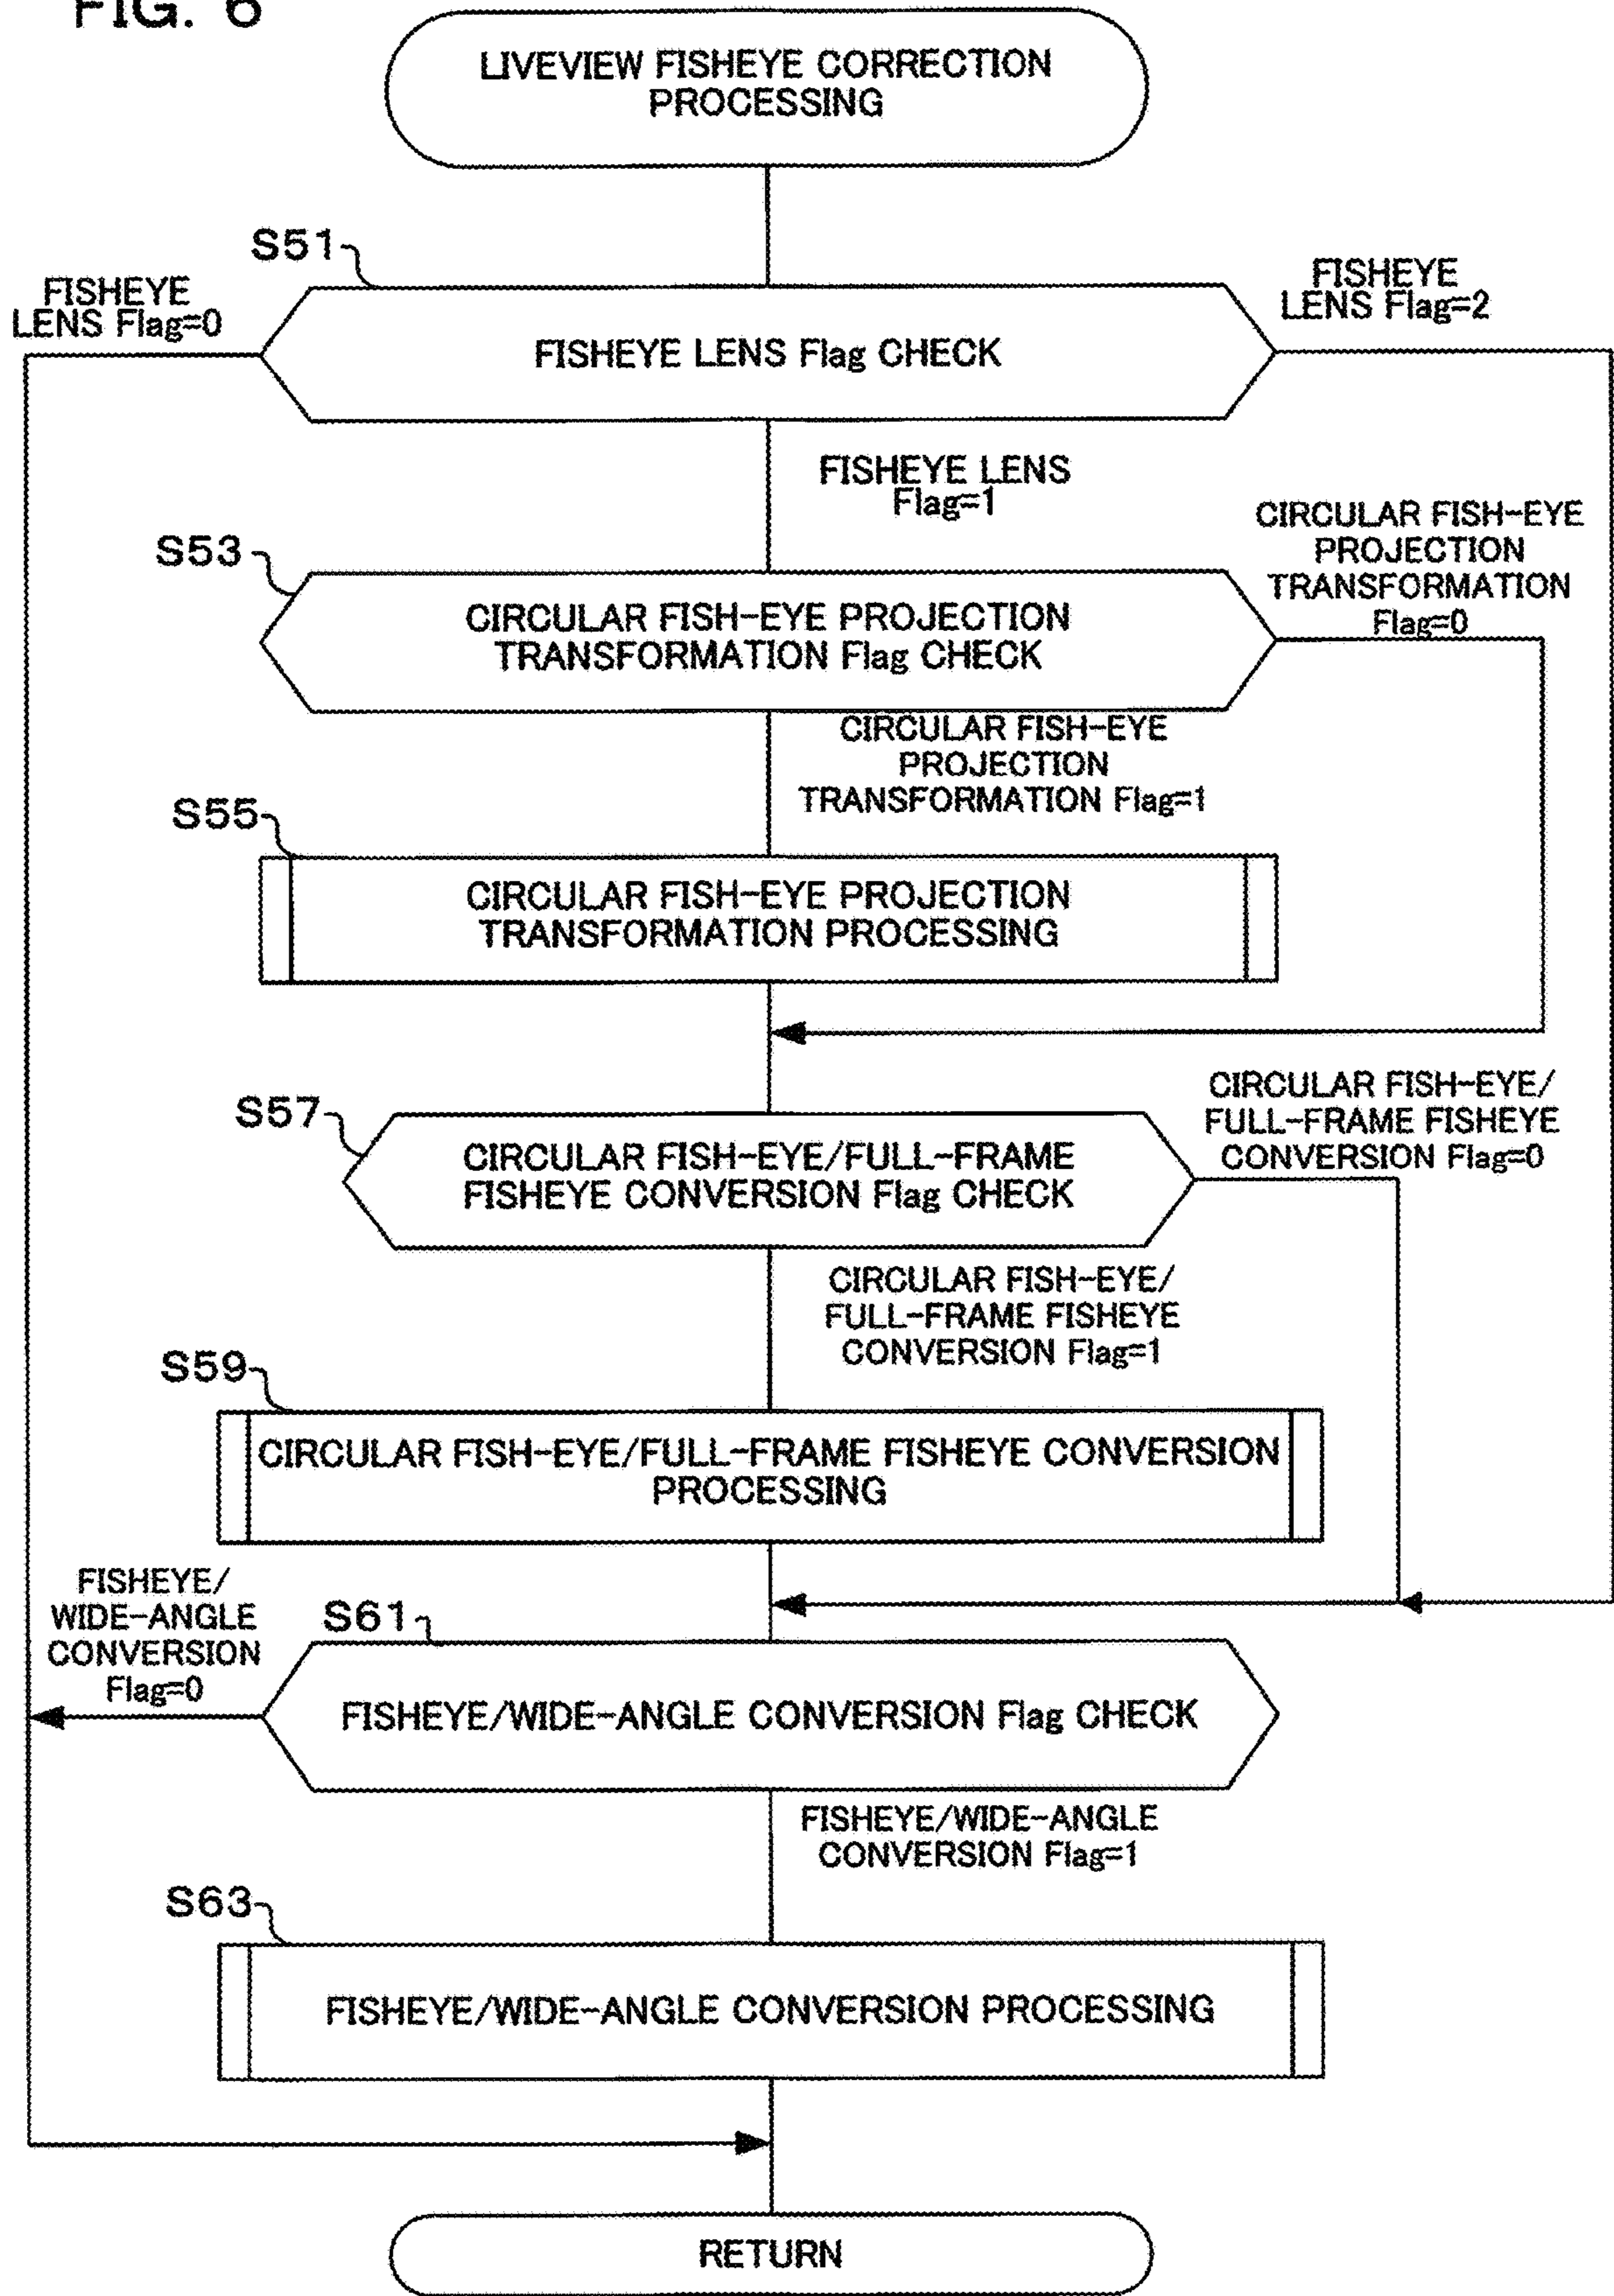 FIG. 6
LIVEVIEW FISHEYE CORRECTION
PROCESSING
S51
FISHEYE
LENS Flag=0
FISHEYE
LENS Flag=2
FISHEYE LENS Flag CHECK
FISHEYE LENS
Flag=1
S53
CIRCULAR FISH-EYE
PROJECTION
TRANSFORMATION
Flag=0
CIRCULAR FISH-EYE PROJECTION
TRANSFORMATION Flag CHECK
CIRCULAR FISH-EYE
PROJECTION
TRANSFORMATION Flag=1
S55
CIRCULAR FISH-EYE PROJECTION
TRANSFORMATION PROCESSING
S57
CIRCULAR FISH-EYE/
FULL-FRAME FISHEYE
CONVERSION Flag=0
CIRCULAR FISH-EYE/FULL-FRAME
FISHEYE CONVERSION Flag CHECK
CIRCULAR FISH-EYE/
FULL-FRAME FISHEYE
CONVERSION Flag=1
S59
CIRCULAR FISH-EYE/FULL-FRAME FISHEYE CONVERSION
PROCESSING
FISHEYE/
WIDE-ANGLE
CONVERSION
Flag=0
S61
FISHEYE/WIDE-ANGLE CONVERSION Flag CHECK
FISHEYE/WIDE-ANGLE
CONVERSION Flag=1
S63
FISHEYE/WIDE-ANGLE CONVERSION PROCESSING
RETURN